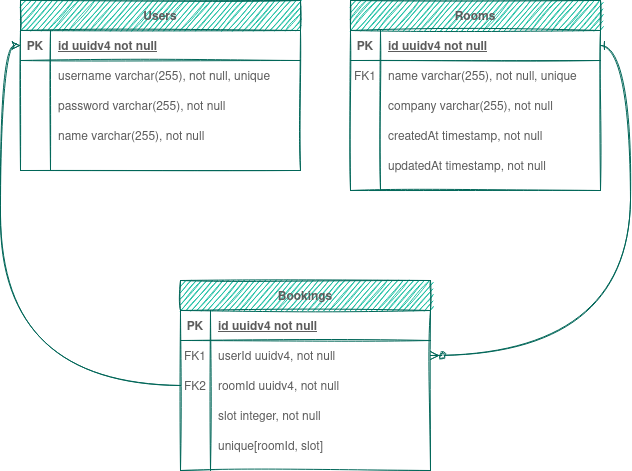 Users
PK id uuidv4 not null
username varchar(255), not null, unique
password varchar(255), not null
name varchar(255), not null
Rooms
PK id uuidv4 not null
FK1 name varchar(255), not null, unique
company varchar(255), not null
createdAt timestamp, not null
updatedAt timestamp, not null
Bookings
PK id uuidv4 not null
FK1 userId uuidv4, not null
FK2 roomId uuidv4, not null
slot integer, not null
unique[roomId, slot]